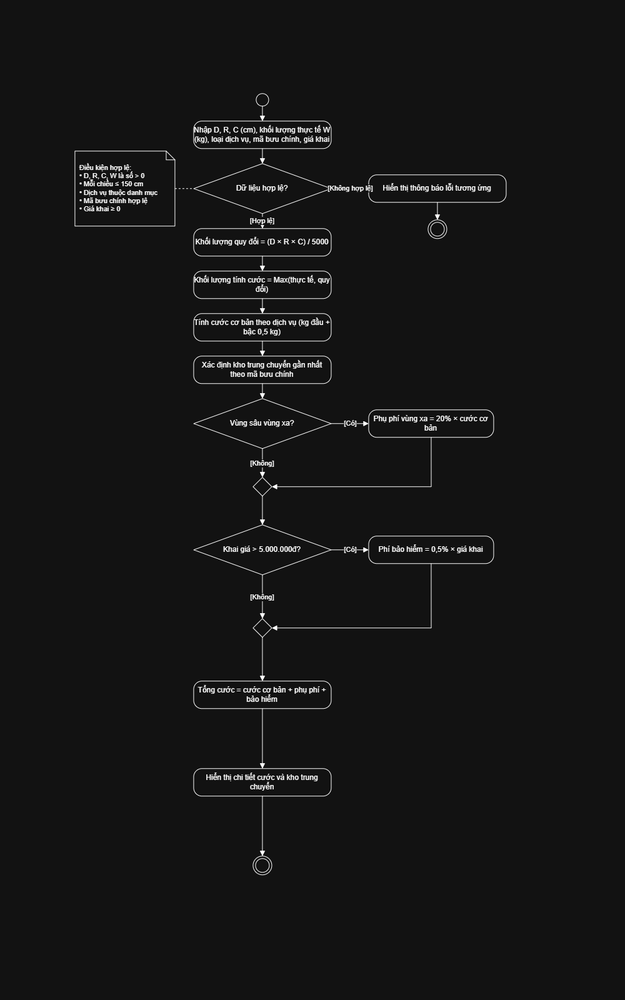 Nhập D, R, C (cm), khối lượng thực tế W
(kg), loại dịch vụ, mã bưu chính, giá khai
Điều kiện hợp lệ:
• D, R, C, W là số > 0
• Mỗi chiều ≤ 150 cm
• Dịch vụ thuộc danh mục
• Mã bưu chính hợp lệ
• Giá khai ≥ 0
Dữ liệu hợp lệ?
[Không hợp lệ]
Hiển thị thông báo lỗi tương ứng
[Hợp lệ]
Khối lượng quy đổi = (D × R × C) / 5000
Khối lượng tính cước = Max(thực tế, quy
đổi)
Tính cước cơ bản theo dịch vụ (kg đầu +
bậc 0,5 kg)
Xác định kho trung chuyển gần nhất
theo mã bưu chính
Vùng sâu vùng xa?
[Có]
Phụ phí vùng xa = 20% × cước cơ
bản
[Không]
Khai giá > 5.000.000đ?
[Có]
Phí bảo hiểm = 0,5% × giá khai
[Không]
Tổng cước = cước cơ bản + phụ phí +
bảo hiểm
Hiển thị chi tiết cước và kho trung
chuyển